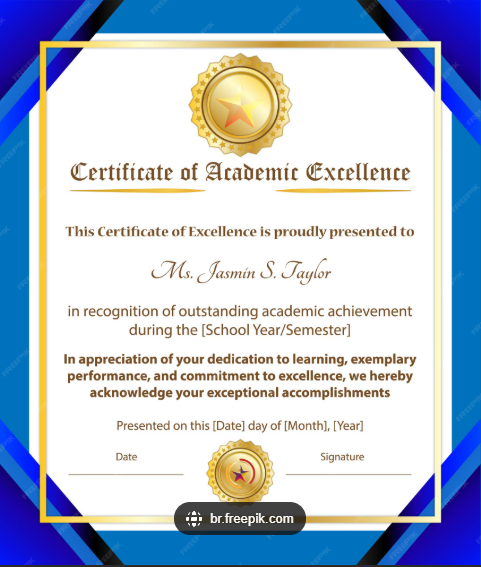 Certificate of Academic Excellence
This Certificate of Excellence is proudly presented to
Ms. Jasmin S. Taylor
in recognition of outstanding academic achievement
during the [School Year/Semester]
In appreciation of your dedication to learning, exemplary
performance, and commitment to excellence, we hereby
acknowledge your exceptional accomplishments
Presented on this [Date] day of [Month], [Year]
Date
Signature
br.freepik.com